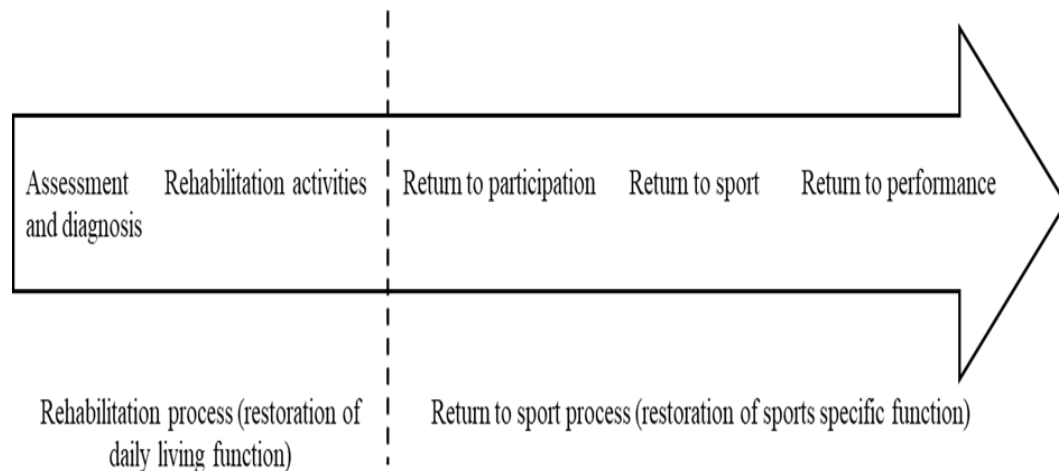 Assessment
and diagnosis
Rehabilitation activities
Return to participation
Return to sport
Return to performance
Rehabilitation process (restoration of
daily living function)
Return to sport process (restoration of sports specific function)